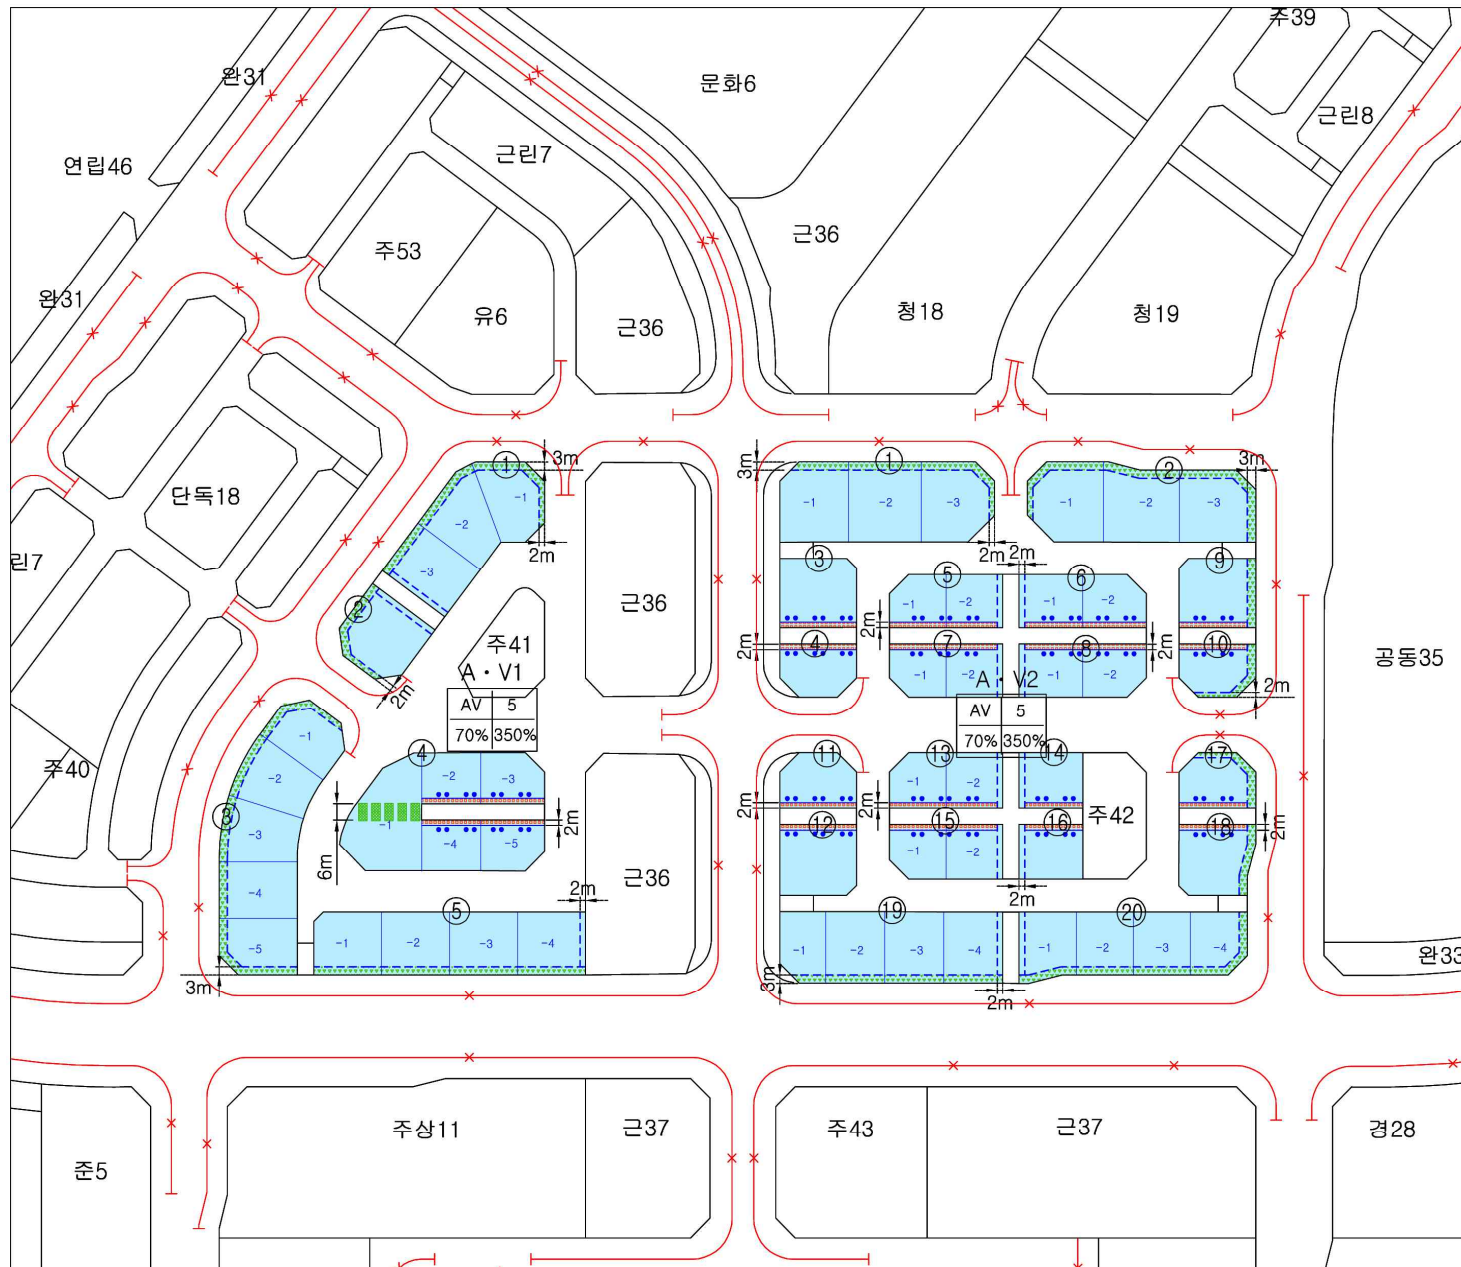 주39
완31
문화6
근린8
연립46
근린7
주53
근36
완31
유6
근36
청18
청19
단독18
린7
① -1
3m
-2
2m
-3
②
2m
주41
A · V1
AV 5
70% 350%
근36
3m
① -1 -2 -3
2m
② -1 -2 -3
3m
③
④
2m
⑤ -1 -2
2m
⑥ -1 -2
⑦ -1 -2
2m
⑧ -1 -2
2m
⑨
⑩
2m
공동35
A · V2
AV 5
70% 350%
주40
③ -1
-2
-3
-4
-5
3m
④ -1 -2 -3
-4 -5
6m
2m
⑤ -1 -2 -3 -4
2m
근36
⑪
2m
⑫
⑬ -1 -2
2m
⑭
⑮ -1 -2
⑯
2m
주42
⑰
⑱
2m
⑲ -1 -2 -3 -4
3m
2m
⑳ -1 -2 -3 -4
완33
준5
주상11
근37
주43
근37
경28